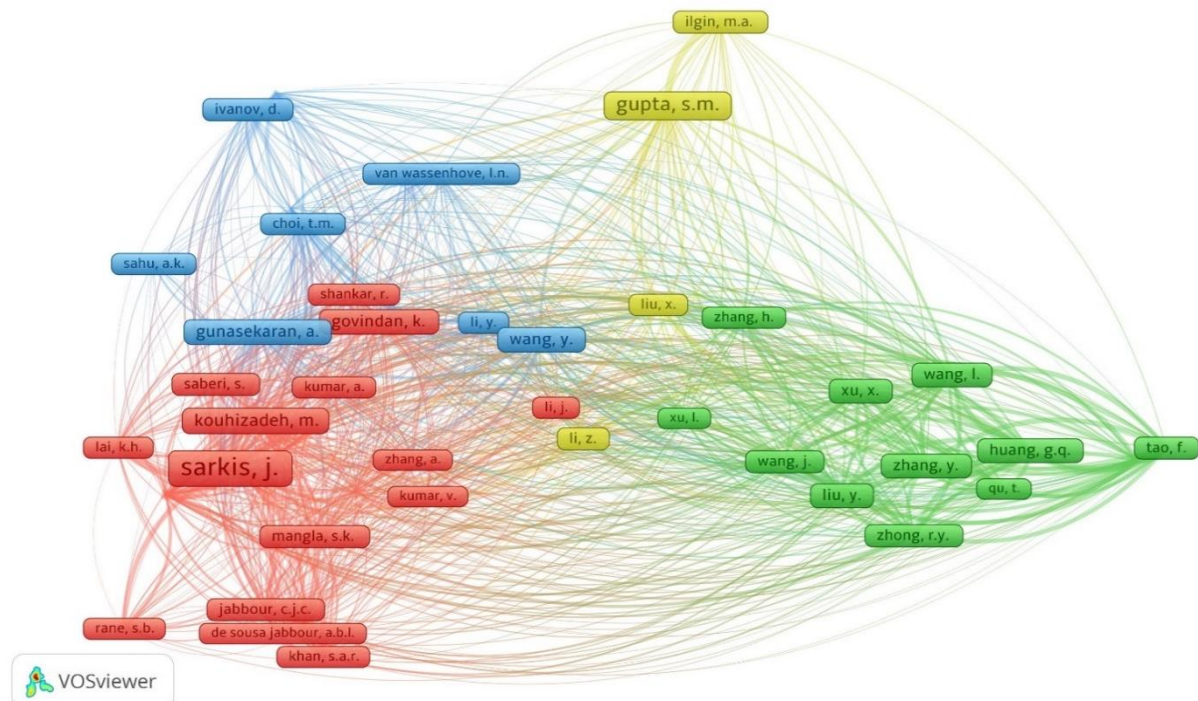 ilgin, m.a.
gupta, s.m.
ivanov, d.
van wassenhove, l.n.
choi, t.m.
sahu, a.k.
shankar, r.
govindan, k.
gunasekaran, a.
li, y.
wang, y.
liu, x.
zhang, h.
saberi, s.
kumar, a.
wang, l.
xu, x.
kouhizadeh, m.
li, j.
xu, l.
li, z.
lai, k.h.
sarkis, j.
zhang, a.
wang, j.
zhang, y.
huang, g.q.
tao, f.
kumar, v.
liu, y.
qu, t.
mangla, s.k.
zhong, r.y.
jabbour, c.j.c.
rane, s.b.
de sousa jabbour, a.b.l.
khan, s.a.r.
VOSviewer